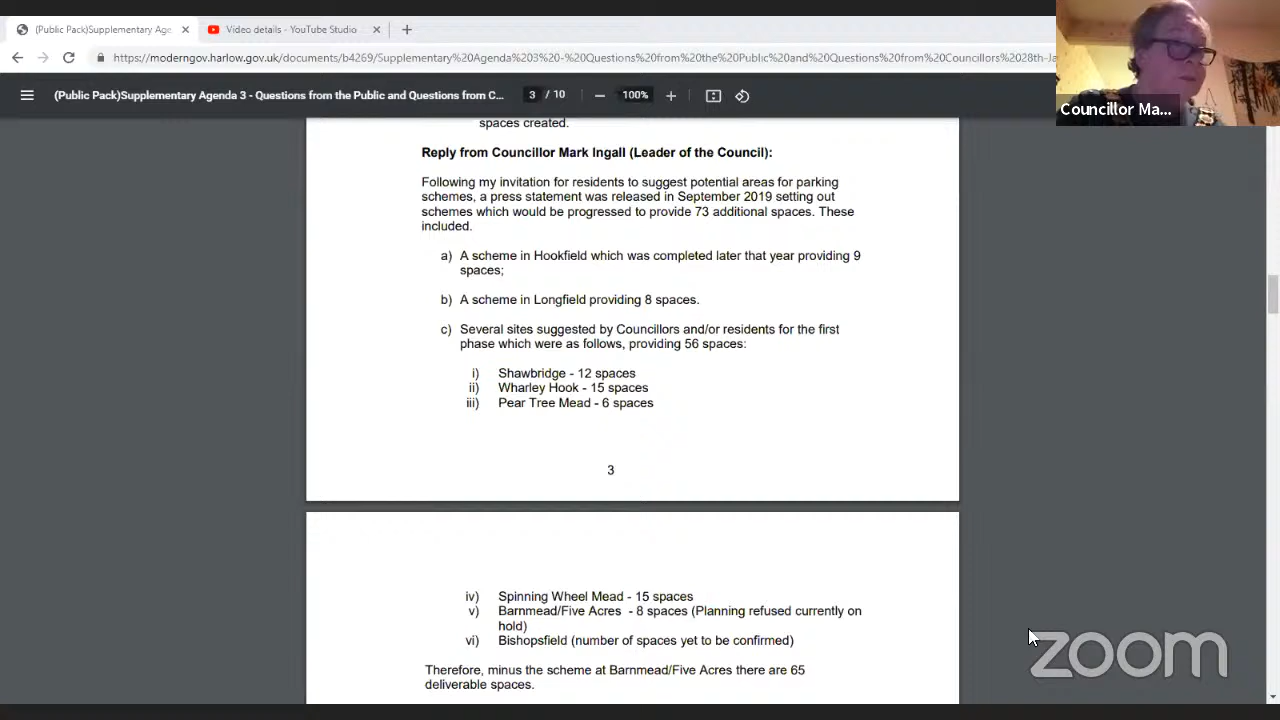 (Public Pack)Supplementary Age
Video details - YouTube Studio
https://moderngov.harlow.gov.uk/documents/b4269/Supplementary%20Agenda%203%20-%20Questions%20from%20the%20Public%20and%20Questions%20from%20Councillors%2028th-Ja
(Public Pack)Supplementary Agenda 3 - Questions from the Public and Questions from C...
3 / 10
100%
Councillor Ma...
spaces created.
Reply from Councillor Mark Ingall (Leader of the Council):
Following my invitation for residents to suggest potential areas for parking
schemes, a press statement was released in September 2019 setting out
schemes which would be progressed to provide 73 additional spaces. These
included.
a) A scheme in Hookfield which was completed later that year providing 9
spaces;
b) A scheme in Longfield providing 8 spaces.
c) Several sites suggested by Councillors and/or residents for the first
phase which were as follows, providing 56 spaces:
i) Shawbridge - 12 spaces
ii) Wharley Hook - 15 spaces
iii) Pear Tree Mead - 6 spaces
3
iv) Spinning Wheel Mead - 15 spaces
v) Barnmead/Five Acres - 8 spaces (Planning refused currently on
hold)
vi) Bishopsfield (number of spaces yet to be confirmed)
Therefore, minus the scheme at Barnmead/Five Acres there are 65
deliverable spaces.
zoom